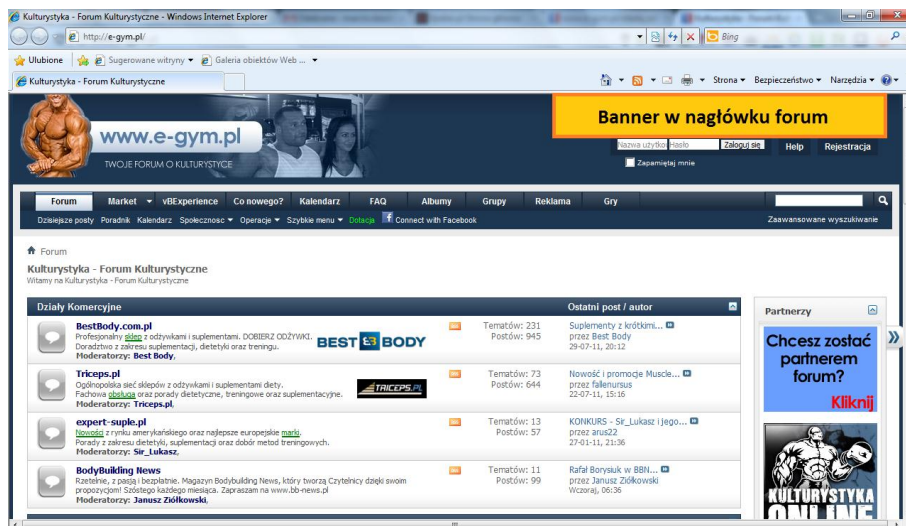 Kulturystyka - Forum Kulturystyczne - Windows Internet Explorer
http://e-gym.pl/
Bing
Ulubione Sugerowane witryny Galeria obiektów Web ...
Kulturystyka - Forum Kulturystyczne
Strona Bezpieczeństwo Narzędzia
www.e-gym.pl
TWOJE FORUM O KULTURYSTYCE
Banner w nagłówku forum
Nazwa użytko Hasło Zaloguj się Help Rejestracja
Zapamiętaj mnie
Forum Market vBExperience Co nowego? Kalendarz FAQ Albumy Grupy Reklama Gry
Dzisiejsze posty Poradnik Kalendarz Społecznosc Operacje Szybkie menu Dotacja Connect with Facebook
Zaawansowane wyszukiwanie
Forum
Kulturystyka - Forum Kulturystyczne
Witamy na Kulturystyka - Forum Kulturystyczne
Działy Komercyjne Ostatni post / autor
BestBody.com.pl
Profesjonalny sklep z odżywkami i suplementami. DOBIERZ ODŻYWKI.
Doradztwo z zakresu suplementacji, dietetyki oraz treningu.
Moderatorzy: Best Body,
BEST BODY
Tematów: 231
Postów: 945
Suplementy z krótkimi...
przez Best Body
29-07-11, 20:12
Triceps.pl
Ogólnopolska sieć sklepów z odżywkami i suplementami diety.
Fachowa obsługa oraz porady dietetyczne, treningowe oraz suplementacyjne.
Moderatorzy: Triceps.pl,
TRICEPS.PL
Tematów: 73
Postów: 644
Nowość i promocje Muscle...
przez fallenursus
22-07-11, 15:16
expert-suple.pl
Nowości z rynku amerykańskiego oraz najlepsze europejskie marki.
Porady z zakresu dietetyki, suplementacji oraz dobór metod treningowych.
Moderatorzy: Sir_Lukasz,
Tematów: 13
Postów: 57
KONKURS - Sir_Lukasz i jego...
przez arus22
27-01-11, 21:36
BodyBuilding News
Rzetelnie, z pasją i bezpłatnie. Magazyn Bodybuilding News, który tworzą Czytelnicy dzięki swoim
propozycjom! Szóstego każdego miesiąca. Zapraszam na www.bb-news.pl
Moderatorzy: Janusz Ziółkowski,
Tematów: 11
Postów: 99
Rafał Borysiuk w BBN...
przez Janusz Ziółkowski
Wczoraj, 06:36
Partnerzy
Chcesz zostać
partnerem
forum?
Kliknij
KULTURYSTYKA
ONLINE